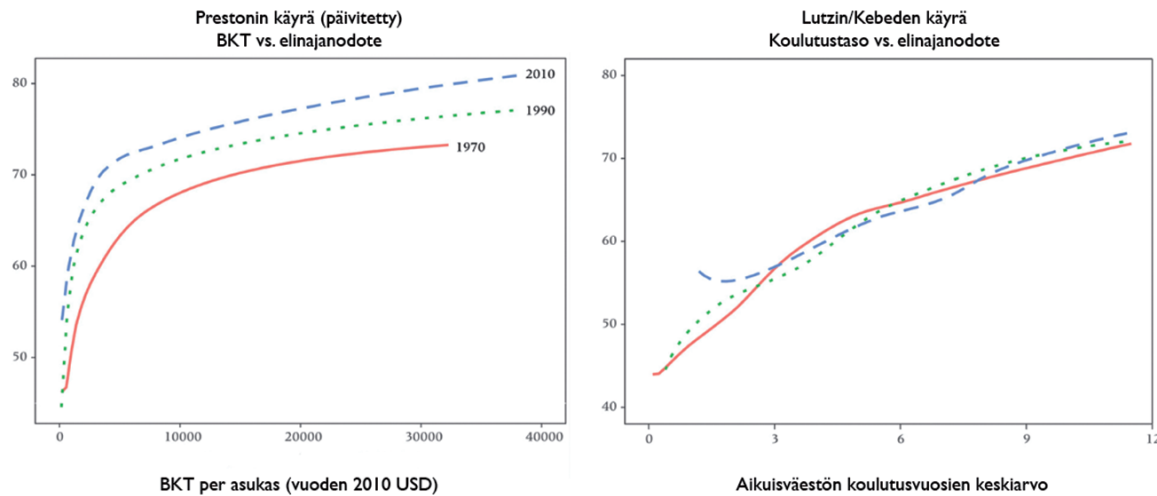 Prestonin käyrä (päivitetty)
BKT vs. elinajanodote
80
70
60
50
2010
1990
1970
0 10000 20000 30000 40000
BKT per asukas (vuoden 2010 USD)
Lutzin/Kebeden käyrä
Koulutustaso vs. elinajanodote
80
70
60
50
40
0 3 6 9 12
Aikuisväestön koulutusvuosien keskiarvo